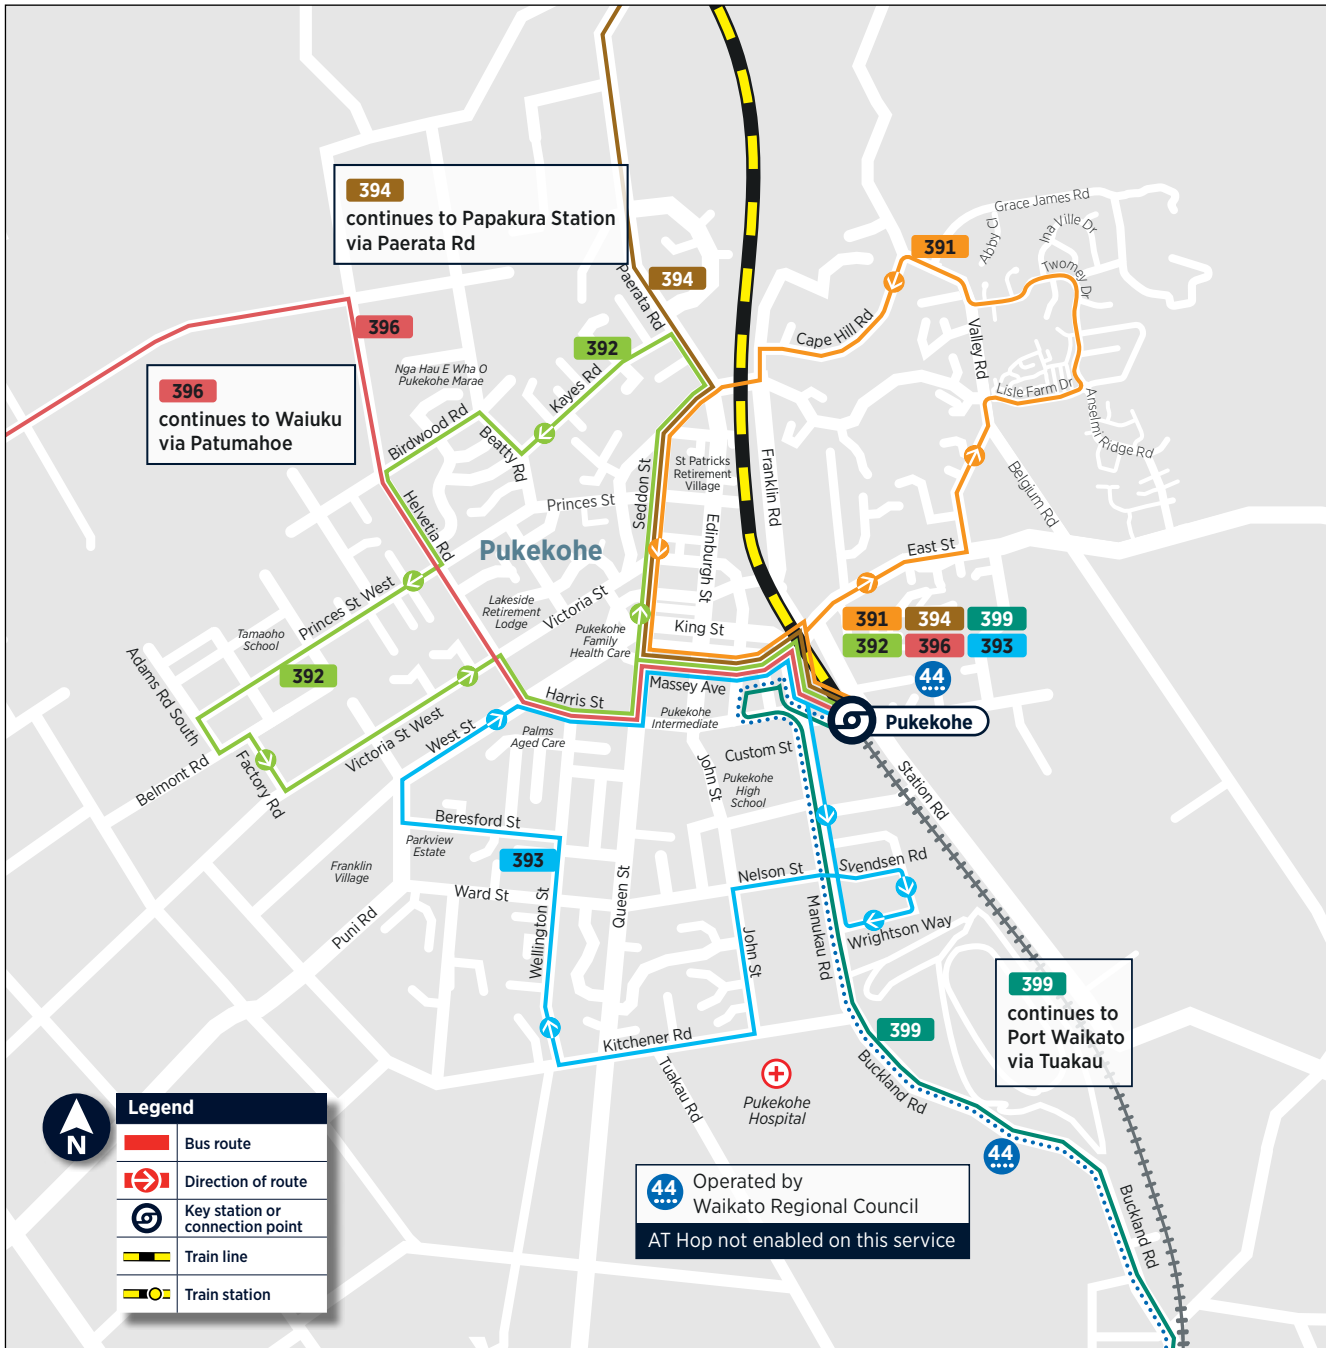 394
continues to Papakura Station
via Paerata Rd
Grace James Rd
Abby Cl
Ina Ville Dr
Twomey Dr
391
394
Paerata Rd
396
392
Cape Hill Rd
Valley Rd
Nga Hau E Wha O
Pukekohe Marae
Kayes Rd
396
continues to Waiuku
via Patumahoe
Lisle Farm Dr
Anselmi Ridge Rd
Birdwood Rd
Beatty Rd
Seddon St
St Patricks
Retirement
Village
Franklin Rd
Belgium Rd
Helvetia Rd
Princes St
Edinburgh St
East St
Pukekohe
Princes St West
Lakeside
Retirement
Lodge
Victoria St
Tamaoho
School
Pukekohe
Family
Health Care
King St
391
394
399
392
396
393
44
Pukekohe
Adams Rd South
392
Harris St
Massey Ave
Pukekohe
Intermediate
Victoria St West
West St
Palms
Aged Care
Custom St
Belmont Rd
Factory Rd
John St
Pukekohe
High
School
Station Rd
Beresford St
Parkview
Estate
393
Franklin
Village
Ward St
Nelson St
Svendsen Rd
Puni Rd
Wellington St
Queen St
Manukau Rd
Wrightson Way
John St
399
continues to
Port Waikato
via Tuakau
Kitchener Rd
399
Tuakau Rd
Buckland Rd
Pukekohe
Hospital
44
Buckland Rd
N
Legend
Bus route
Direction of route
Key station or
connection point
Train line
Train station
44
Operated by
Waikato Regional Council
AT Hop not enabled on this service